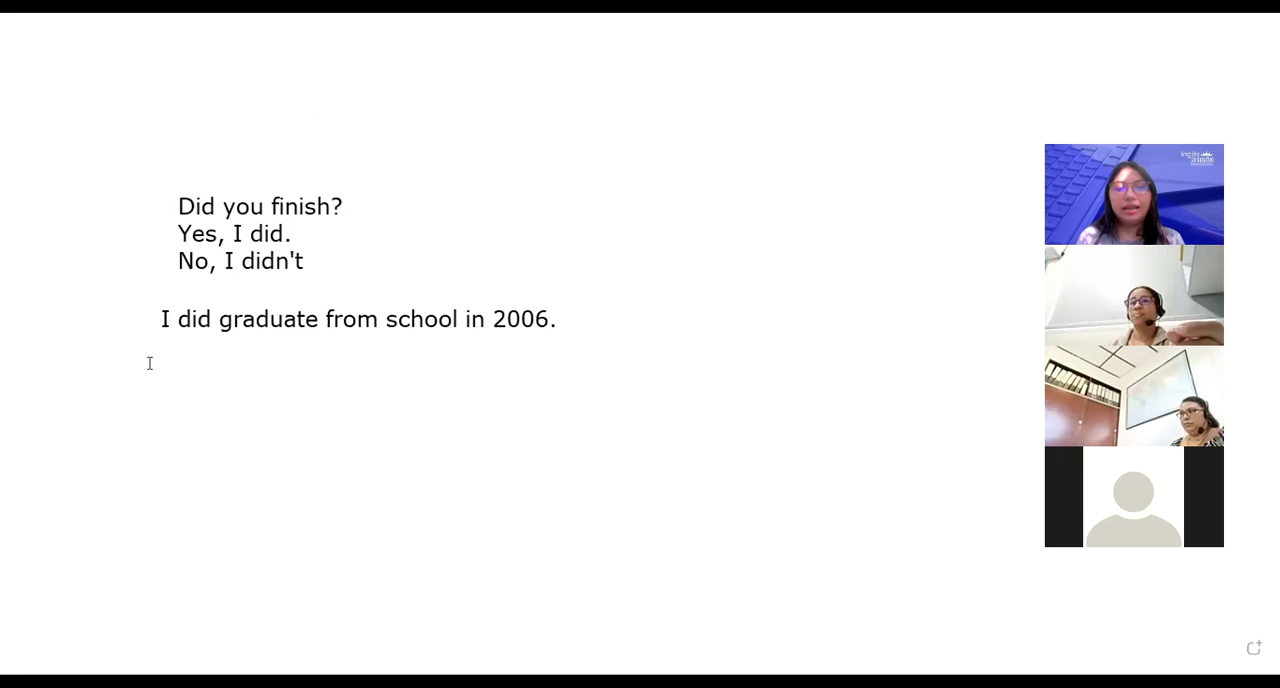 Did you finish?
Yes, I did.
No, I didn't
I did graduate from school in 2006.